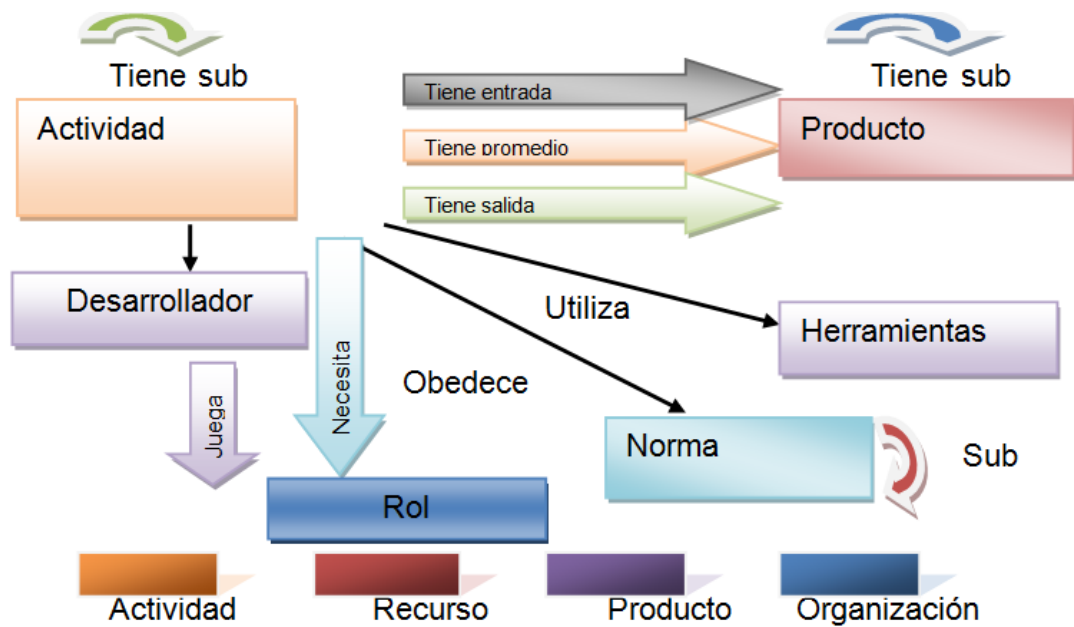 Tiene sub
Tiene sub
Actividad
Tiene entrada
Producto
Tiene promedio
Tiene salida
Desarrollador
Utiliza
Herramientas
Necesita
Obedece
Juega
Norma
Sub
Rol
Actividad
Recurso
Producto
Organización